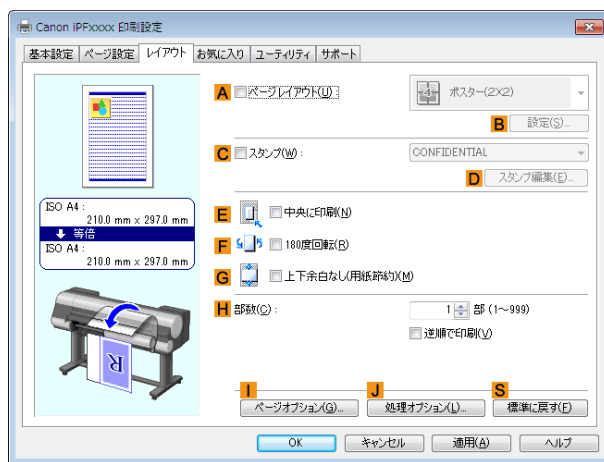 Canon iPFxxxx 印刷設定
基本設定 ページ設定 レイアウト お気に入り ユーティリティ サポート
A ページレイアウト(U): ポスター(2×2)
B 設定(S)...
C スタンプ(W): CONFIDENTIAL
D スタンプ編集(E)...
ISO A4:
210.0 mm x 297.0 mm
等倍
ISO A4:
210.0 mm x 297.0 mm
E 中央に印刷(N)
F 180度回転(R)
G 上下余白なし(用紙節約)(M)
H 部数(C): 1 部 (1～999)
逆順で印刷(V)
R
I J S
ページオプション(G)... 処理オプション(L)... 標準に戻す(F)
OK キャンセル 適用(A) ヘルプ